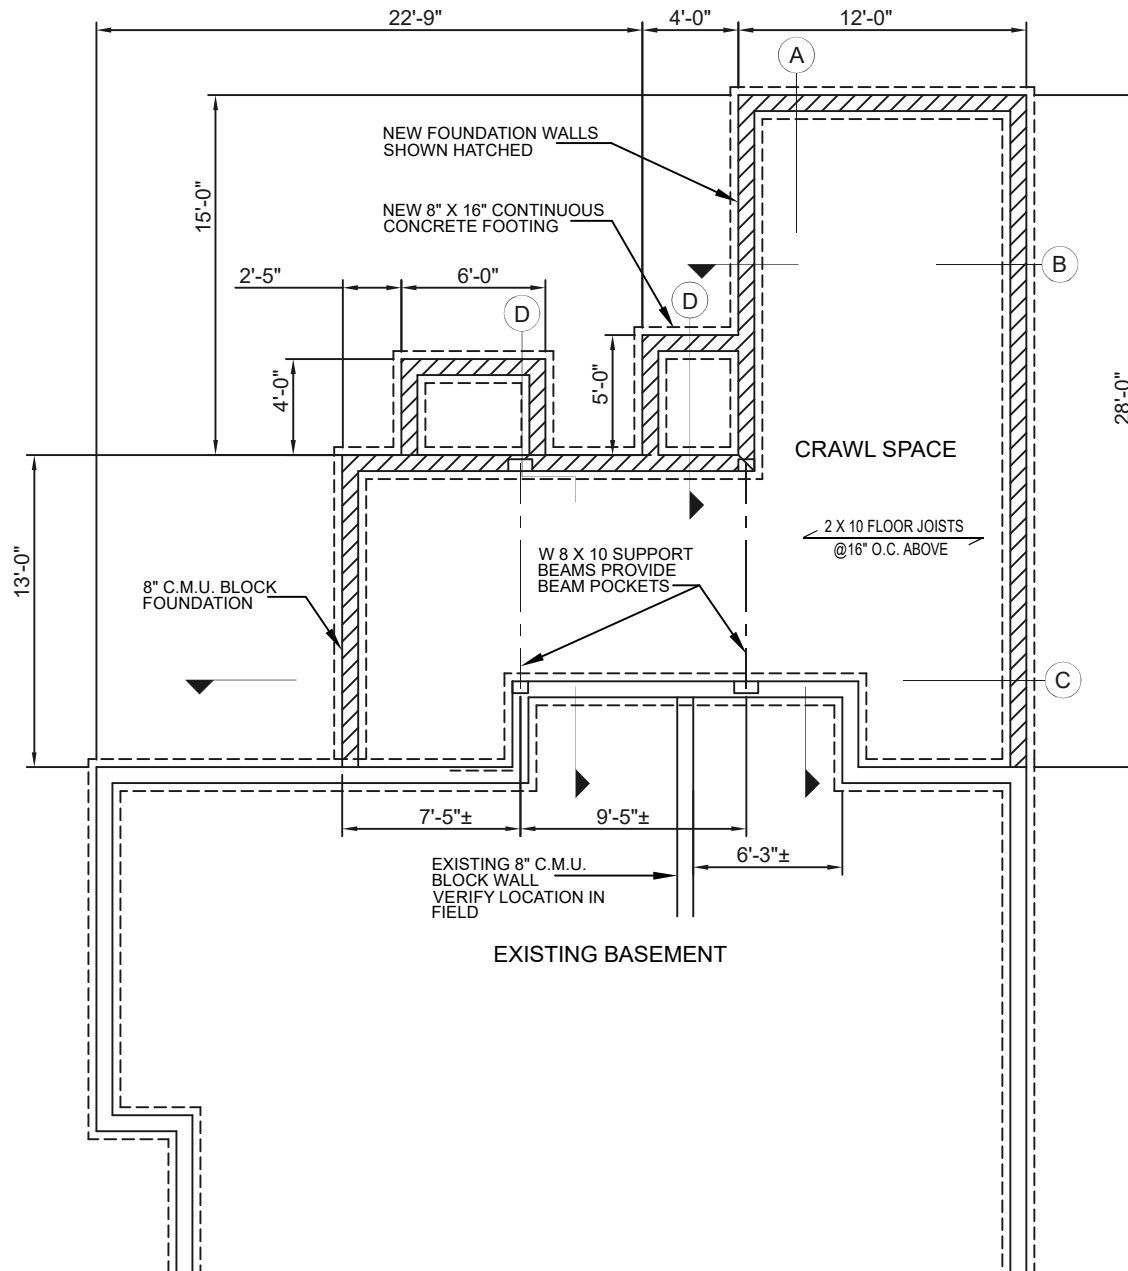 22'-9"
4'-0"
12'-0"
A
NEW FOUNDATION WALLS
SHOWN HATCHED
15'-0"
NEW 8" X 16" CONTINUOUS
CONCRETE FOOTING
B
2'-5"
6'-0"
D
D
4'-0"
5'-0"
28'-0"
CRAWL SPACE
2 X 10 FLOOR JOISTS
@16" O.C. ABOVE
13'-0"
W 8 X 10 SUPPORT
BEAMS PROVIDE
BEAM POCKETS
8" C.M.U. BLOCK
FOUNDATION
C
7'-5"±
9'-5"±
6'-3"±
EXISTING 8" C.M.U.
BLOCK WALL
VERIFY LOCATION IN
FIELD
EXISTING BASEMENT